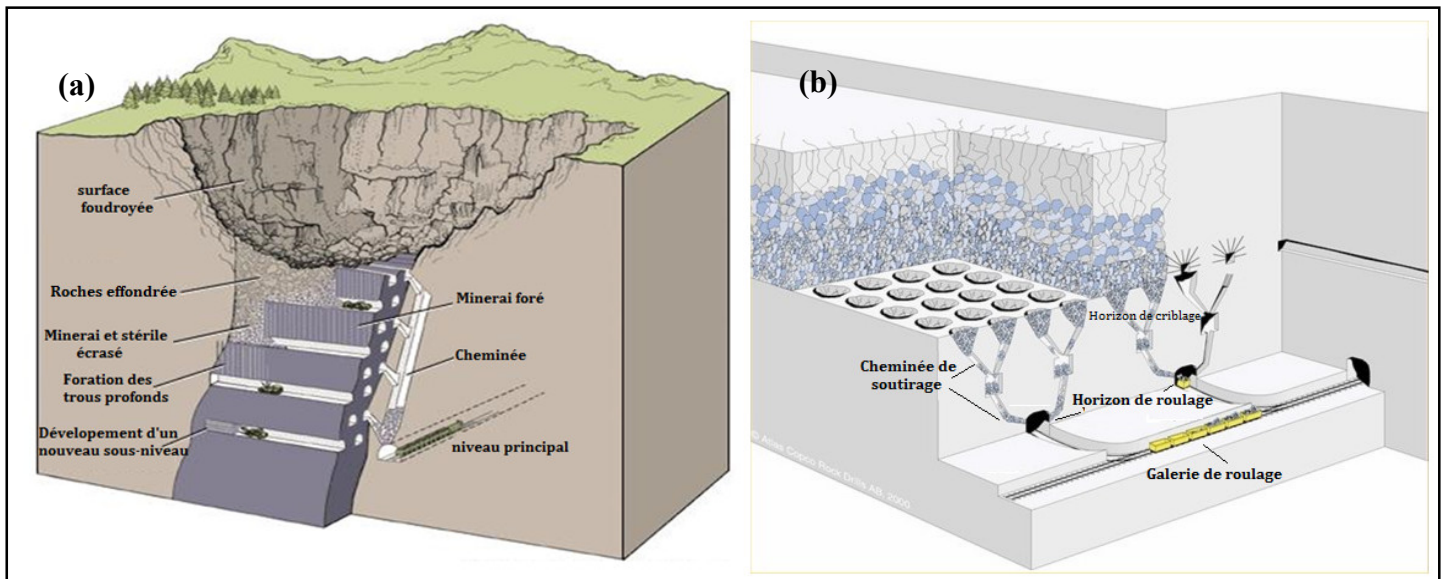 (a)
surface
foudroyée
Roches effondrée
Minerai et stérile
écrasé
Foration des
trous profonds
Dévelopement d'un
nouveau sous-niveau
Minerai foré
Cheminée
niveau principal
(b)
Horizon de criblage
Cheminée de
soutirage
Horizon de roulage
Galerie de roulage
© Atlas Copco Rock Drills AB, 2000